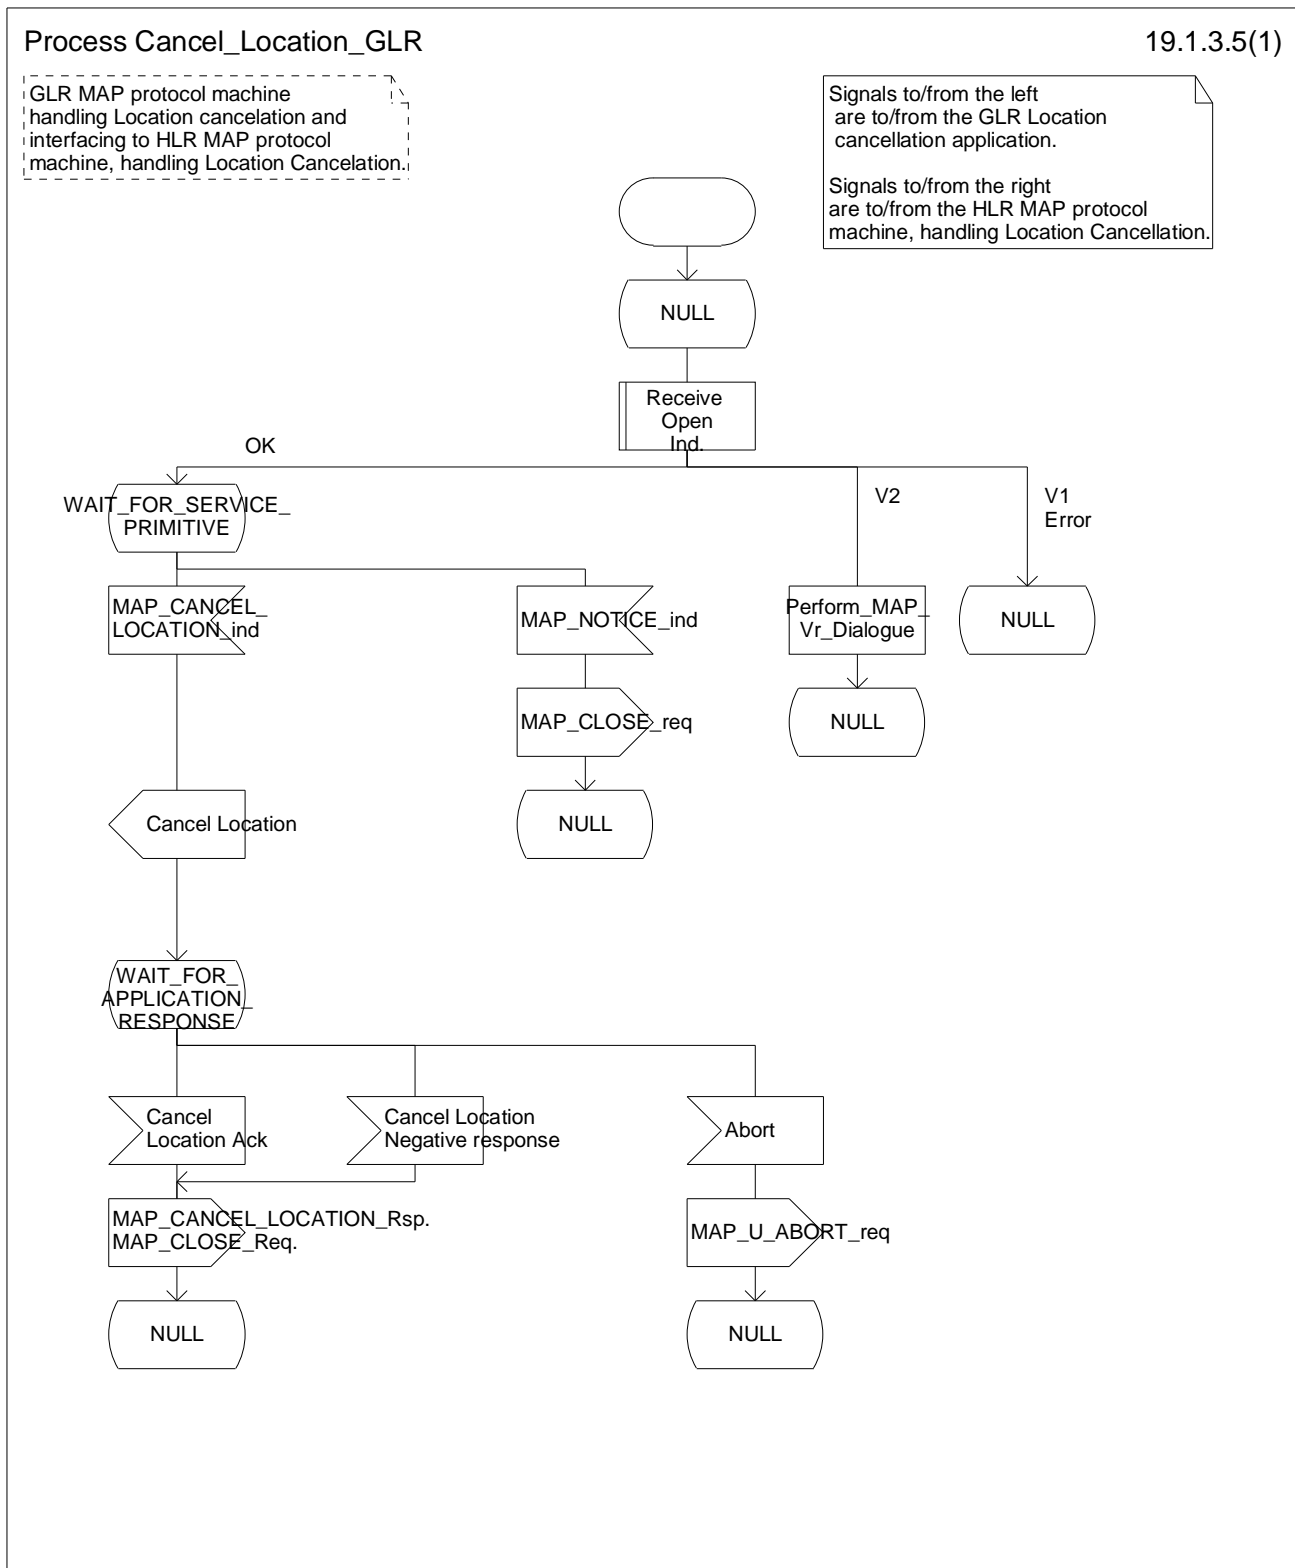 Process Cancel_Location_GLR
19.1.3.5(1)
GLR MAP protocol machine
handling Location cancelation and
interfacing to HLR MAP protocol
machine, handling Location Cancelation.
Signals to/from the left
are to/from the GLR Location
cancellation application.
Signals to/from the right
are to/from the HLR MAP protocol
machine, handling Location Cancellation.
NULL
Receive
Open
Ind.
OK
V2
V1
Error
WAIT_FOR_SERVICE_
PRIMITIVE
MAP_CANCEL_
LOCATION_ind
MAP_NOTICE_ind
Perform_MAP_
Vr_Dialogue
NULL
MAP_CLOSE_req
NULL
Cancel Location
NULL
WAIT_FOR_
APPLICATION_
RESPONSE
Cancel
Location Ack
Cancel Location
Negative response
Abort
MAP_CANCEL_LOCATION_Rsp.
MAP_CLOSE_Req.
MAP_U_ABORT_req
NULL
NULL